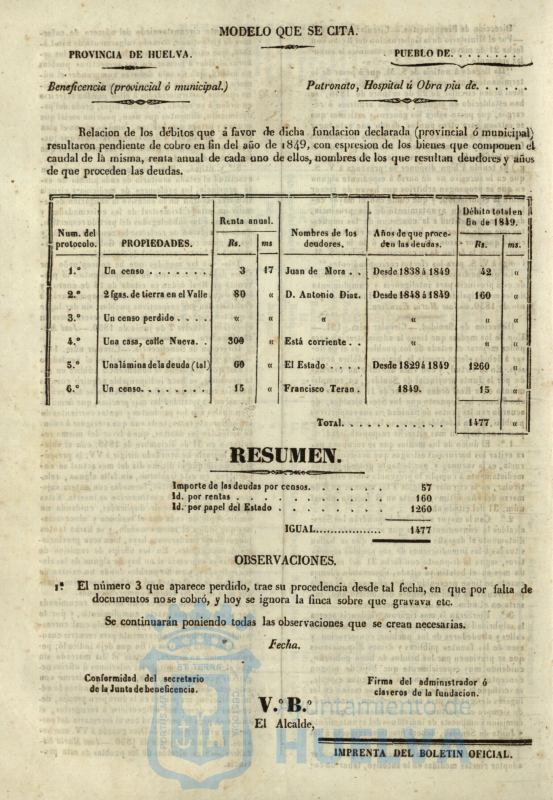 MODELO QUE SE CITA.
PROVINCIA DE HUELVA. PUEBLO DE. . . . . . . .
Beneficencia (provincial ó municipal.) Patronato, Hospital ú Obra pia de. . . . . .
Relacion de los débitos que á favor de dicha fundacion declarada (provincial ó municipal)
resultaron pendiente de cobro en fin del año de 1849, con espresion de los bienes que componen el
caudal de la misma, renta anual de cada uno de ellos, nombres de los que resultan deudores y años
de que proceden las deudas.
Num. del protocolo. PROPIEDADES. Renta anual. Rs. ms Nombres de los deudores. Años de que proceden las deudas. Débito total en fin de 1849. Rs. ms.
1.º Un censo . . . . . . . 3 17 Juan de Mora . . Desde 1838 á 1849 42 «
2.º 2 fgas. de tierra en el Valle 80 « D. Antonio Diaz. Desde 1848 á 1849 160 «
3.º Un censo perdido . . . . « « « « « «
4.º Una casa, calle Nueva. . 300 « Está corriente . . « « «
5.º Una lámina de la deuda (tal) 60 « El Estado . . . . Desde 1829 á 1849 1260 «
6.º Un censo. . . . . . . . 15 « Francisco Teran . 1849. 15 «
TOTAL. . . . . . . . . . . . 1477 «
RESUMEN.
Importe de las deudas por censos. . . . . . . 57
Id. por rentas . . . . . . . . . . . 160
Id. por papel del Estado . . . . . . . . 1260
IGUAL.................. 1477
OBSERVACIONES.
1.ª El número 3 que aparece perdido, trae su procedencia desde tal fecha, en que por falta de
documentos no se cobró, y hoy se ignora la finca sobre que gravava etc.
Se continuarán poniendo todas las observaciones que se crean necesarias.
Fecha.
Conformidad del secretario
de la Junta de beneficencia.
Firma del administrador ó
claveros de la fundacion.
V.º B.º
El Alcalde,
Ayuntamiento de
HUELVA
IMPRENTA DEL BOLETIN OFICIAL.